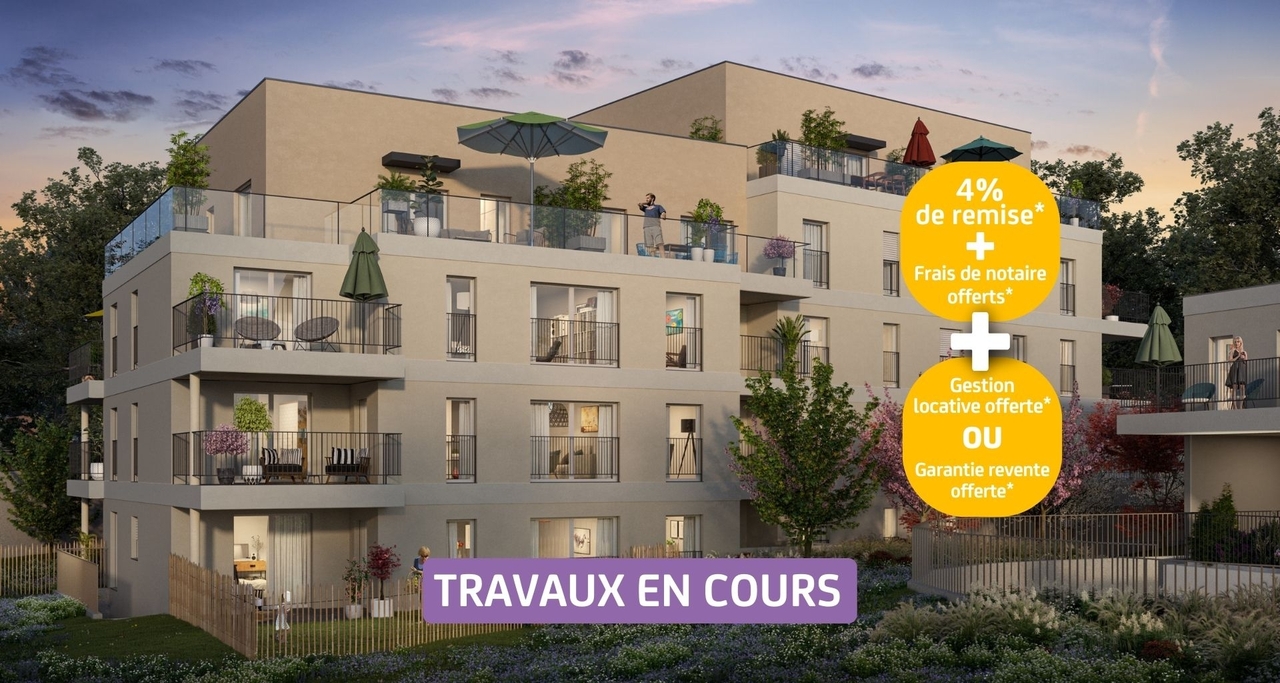 4%
de remise*
+
Frais de notaire
offerts*
+
Gestion
locative offerte*
OU
Garantie revente
offerte*
TRAVAUX EN COURS